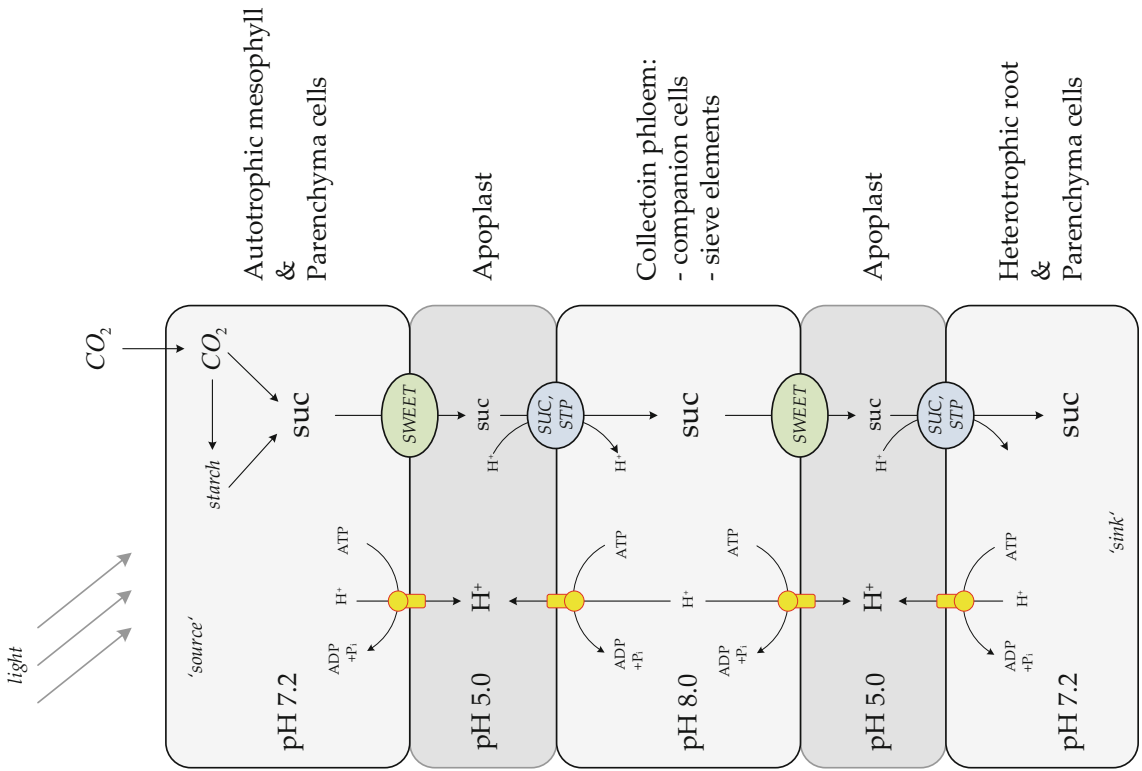 light
CO₂
'source'
starch
CO₂
Autotrophic mesophyll
&
Parenchyma cells
pH 7.2
suc
ADP
+Pᵢ
H⁺
ATP
SWEET
pH 5.0
H⁺
suc
H⁺
Apoplast
SUC,
STP
ADP
+Pᵢ
ATP
H⁺
pH 8.0
H⁺
suc
Collectoin phloem:
- companion cells
- sieve elements
ADP
+Pᵢ
ATP
SWEET
pH 5.0
H⁺
suc
H⁺
Apoplast
SUC,
STP
ADP
+Pᵢ
ATP
H⁺
pH 7.2
suc
Heterotrophic root
&
Parenchyma cells
'sink'